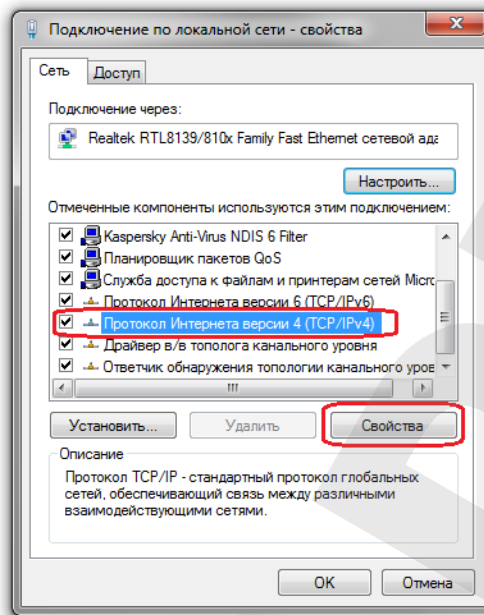 Подключение по локальной сети - свойства
Сеть
Доступ
Подключение через:
Realtek RTL8139/810x Family Fast Ethernet сетевой ада
Настроить...
Отмеченные компоненты используются этим подключением:
Kaspersky Anti-Virus NDIS 6 Filter
Планировщик пакетов QoS
Служба доступа к файлам и принтерам сетей Micro
Протокол Интернета версии 6 (TCP/IPv6)
Протокол Интернета версии 4 (TCP/IPv4)
Драйвер в/в тополога канального уровня
Ответчик обнаружения топологии канального уров
Установить...
Удалить
Свойства
Описание
Протокол TCP/IP - стандартный протокол глобальных
сетей, обеспечивающий связь между различными
взаимодействующими сетями.
OK
Отмена